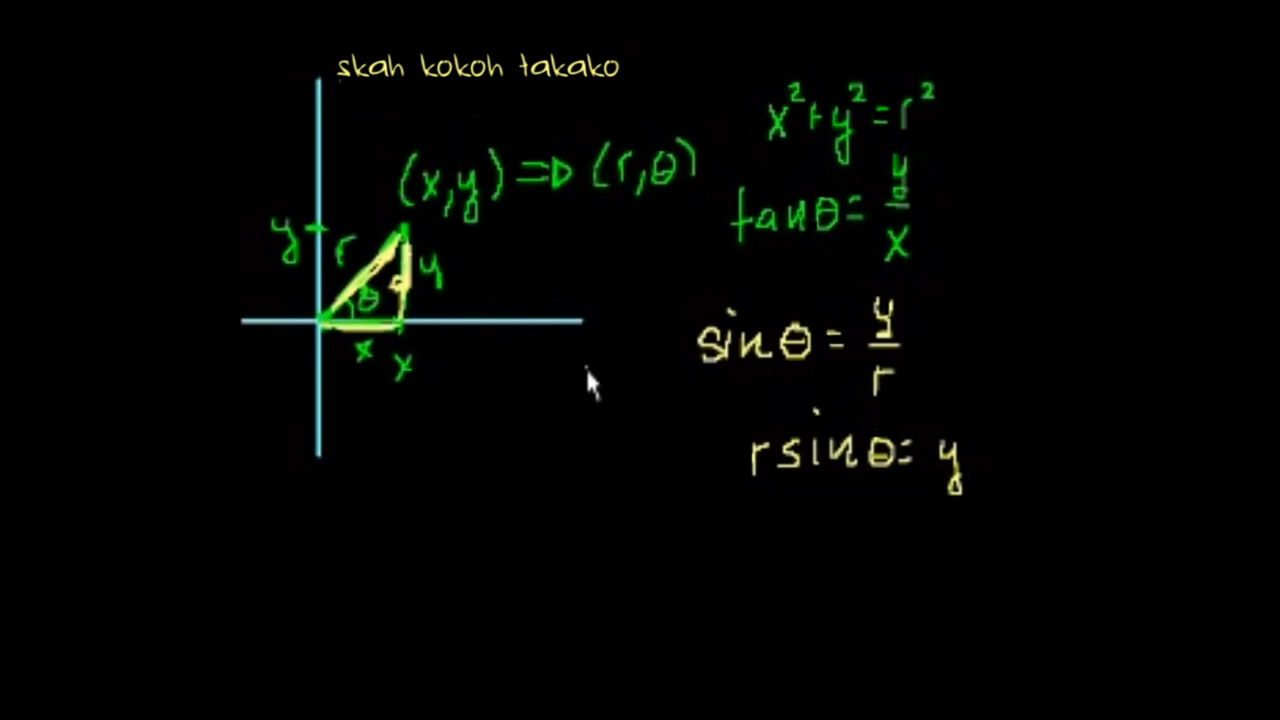 skah kokoh takako
x²+y²=r²
(x,y) ⇒ (r,θ)
tanθ= y/x
y
r
y
θ
x
x
sinθ = y/r
rsinθ= y